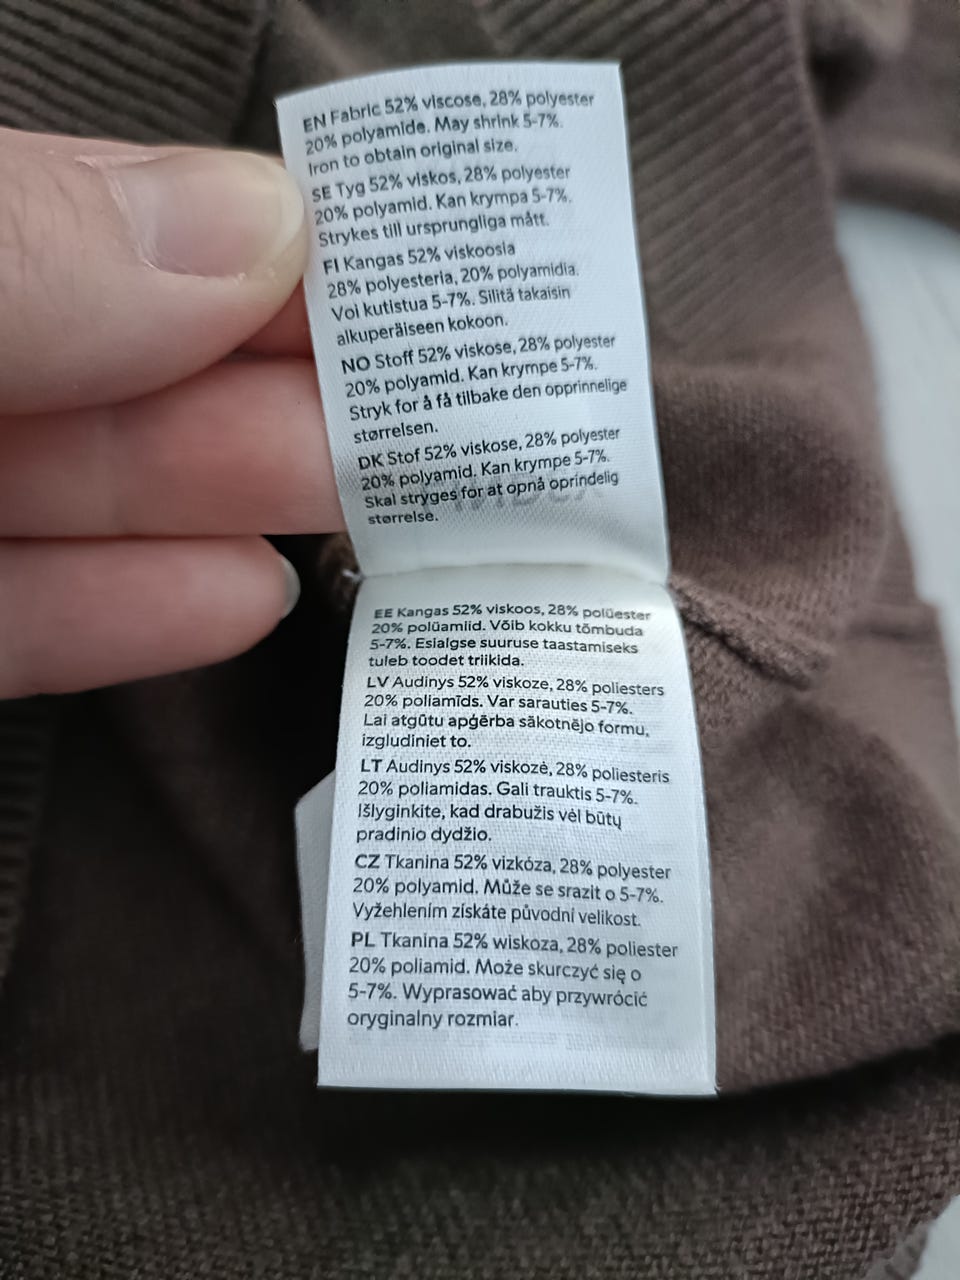 EN Fabric 52% viscose, 28% polyester
20% polyamide. May shrink 5-7%.
Iron to obtain original size.
SE Tyg 52% viskos, 28% polyester
20% polyamid. Kan krympa 5-7%.
Strykes till ursprungliga mått.
FI Kangas 52% viskoosia
28% polyesteria, 20% polyamidia.
Voi kutistua 5-7%. Silitä takaisin
alkuperäiseen kokoon.
NO Stoff 52% viskose, 28% polyester
20% polyamid. Kan krympe 5-7%.
Stryk for å få tilbake den opprinnelige
størrelsen.
DK Stof 52% viskose, 28% polyester
20% polyamid. Kan krympe 5-7%.
Skal stryges for at opnå oprindelig
størrelse.
EE Kangas 52% viskoos, 28% polüester
20% polüamiid. Võib kokku tõmbuda
5-7%. Esialgse suuruse taastamiseks
tuleb toodet triikida.
LV Audinys 52% viskoze, 28% poliesters
20% poliamīds. Var sarauties 5-7%.
Lai atgūtu apģērba sākotnējo formu,
izgludiniet to.
LT Audinys 52% viskozė, 28% poliesteris
20% poliamidas. Gali trauktis 5-7%.
Išlyginkite, kad drabužis vėl būtų
pradinio dydžio.
CZ Tkanina 52% vizkóza, 28% polyester
20% polyamid. Může se srazit o 5-7%.
Vyžehlením získáte původní velikost.
PL Tkanina 52% wiskoza, 28% poliester
20% poliamid. Może skurczyć się o
5-7%. Wyprasować aby przywrócić
oryginalny rozmiar.